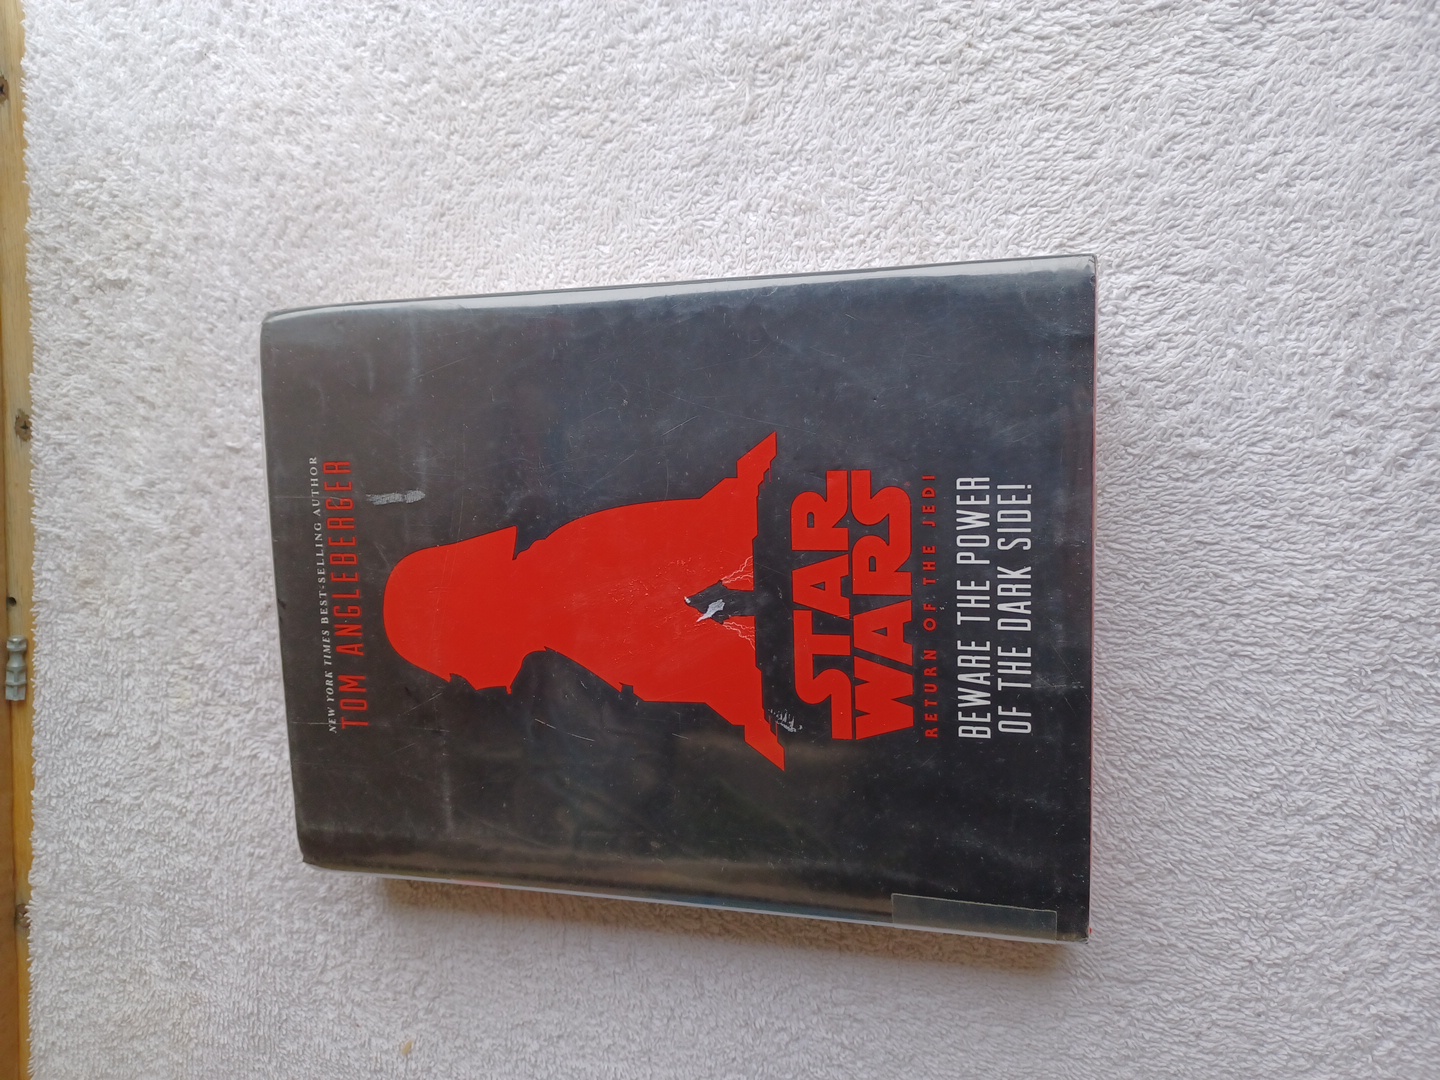 NEW YORK TIMES BEST-SELLING AUTHOR
TOM ANGLEBERGER
STAR
WARS
RETURN OF THE JEDI
BEWARE THE POWER
OF THE DARK SIDE!